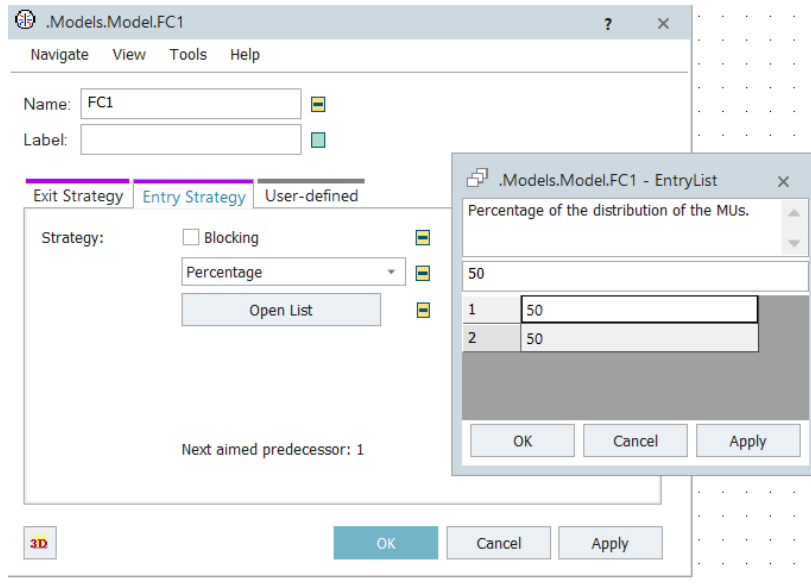 .Models.Model.FC1 ? ×
Navigate View Tools Help
Name: FC1
Label:
Exit Strategy Entry Strategy User-defined
Strategy: Blocking
Percentage
Open List
Next aimed predecessor: 1
3D OK Cancel Apply
.Models.Model.FC1 - EntryList ×
Percentage of the distribution of the MUs.
50
1 50
2 50
OK Cancel Apply